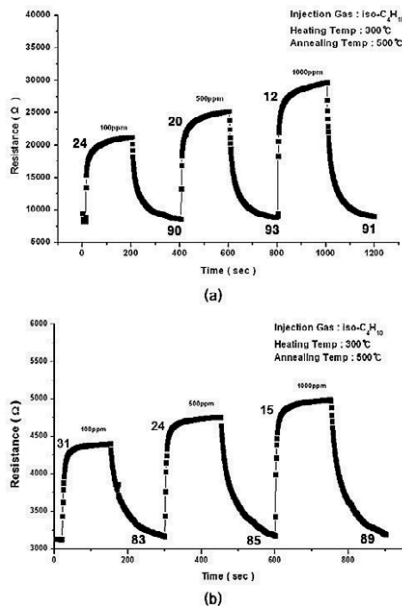 Injection Gas : iso-C₄H₁₀
Heating Temp : 300℃
Annealing Temp : 500℃
40000
35000
30000
25000
20000
15000
10000
5000
Resistance (Ω)
24
100ppm
20
500ppm
12
1000ppm
90
93
91
0
200
400
600
800
1000
1200
Time ( sec )
(a)
Injection Gas : iso-C₄H₁₀
Heating Temp : 300℃
Annealing Temp : 500℃
6000
5500
5000
4500
4000
3500
3000
Resistance (Ω)
31
100ppm
24
500ppm
15
1000ppm
83
85
89
0
200
400
600
800
Time ( sec )
(b)